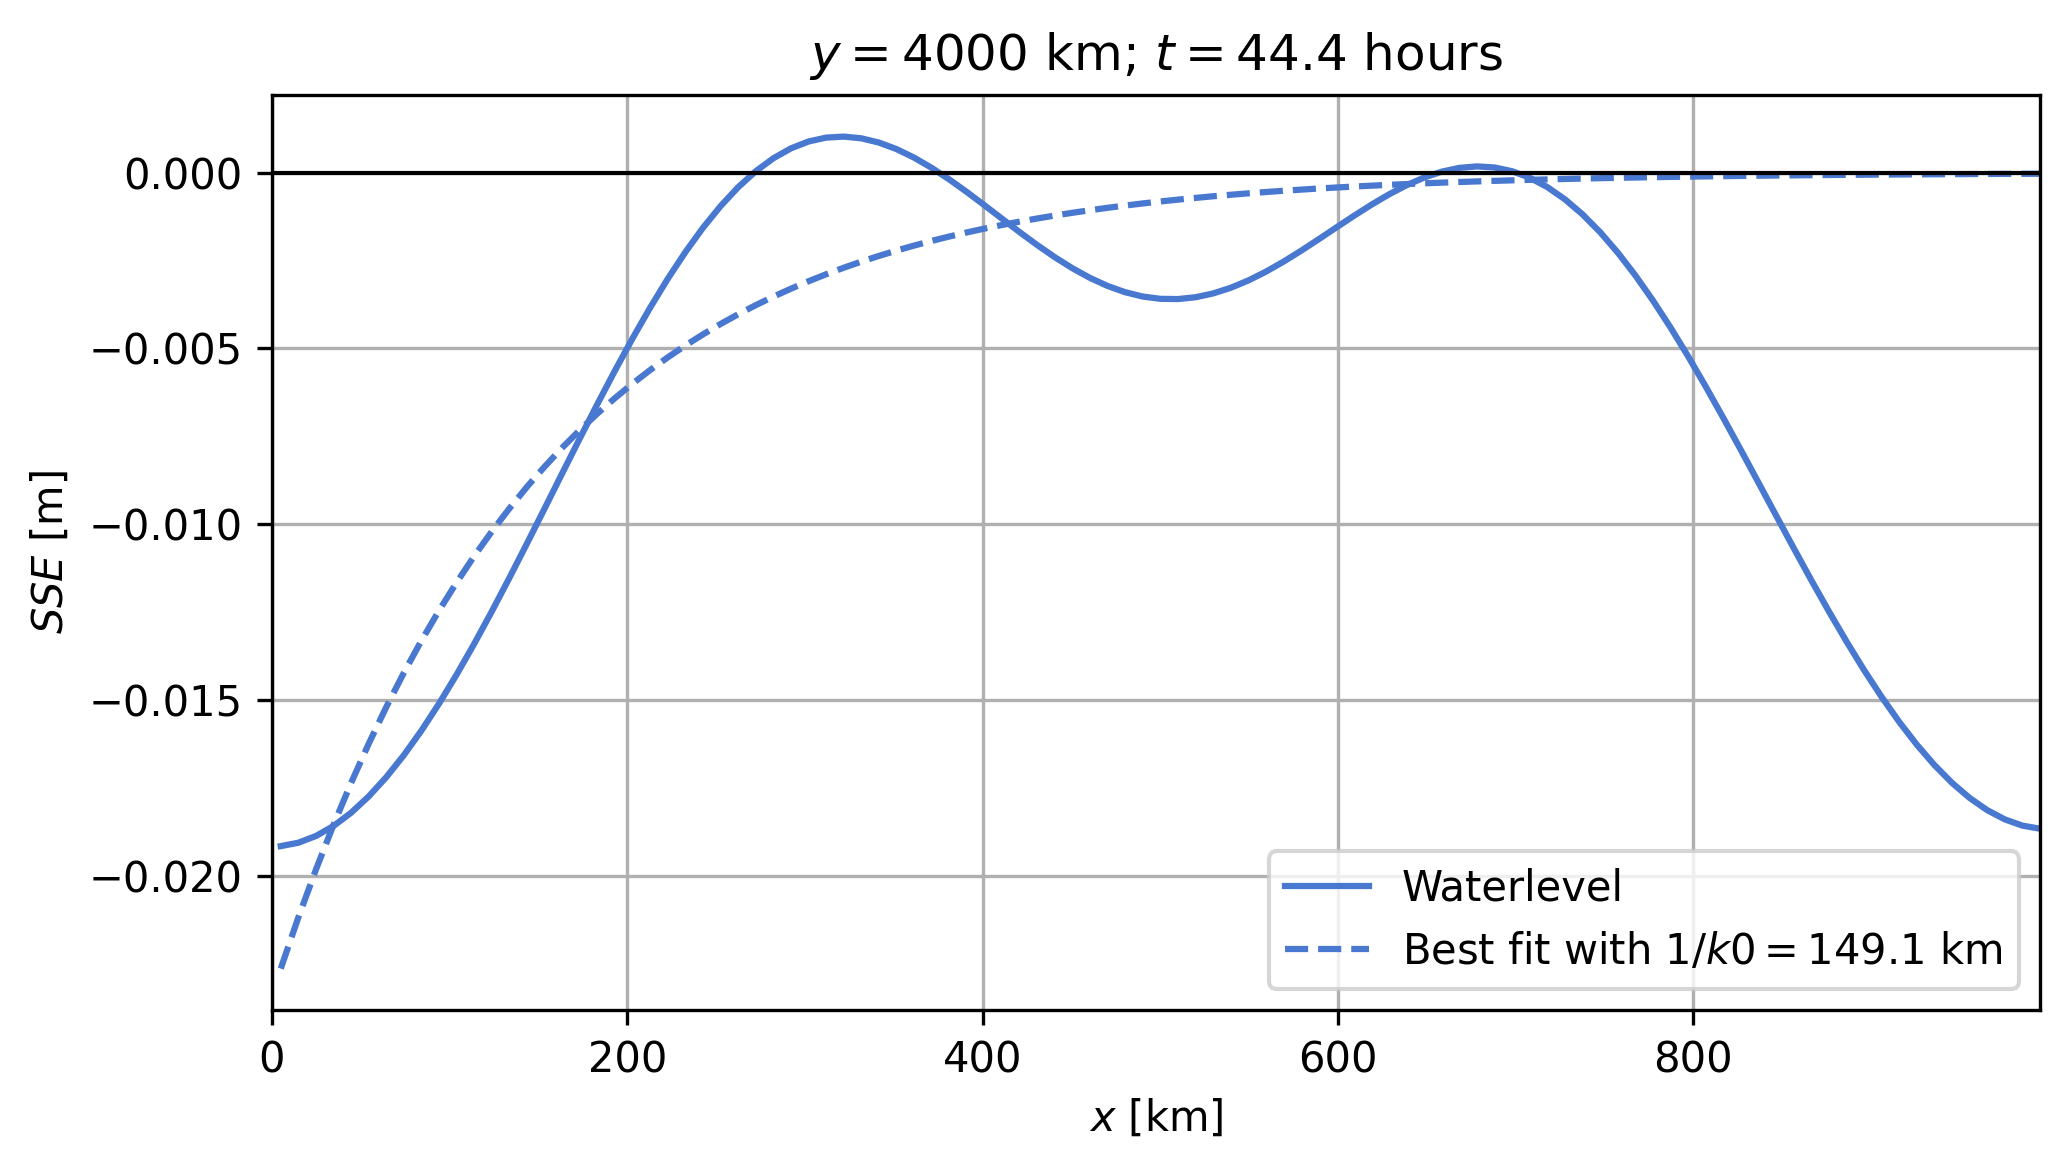 y = 4000 km; t = 44.4 hours
SSE [m]
0.000
−0.005
−0.010
−0.015
−0.020
0 200 400 600 800
x [km]
Waterlevel
Best fit with 1/k0 = 149.1 km